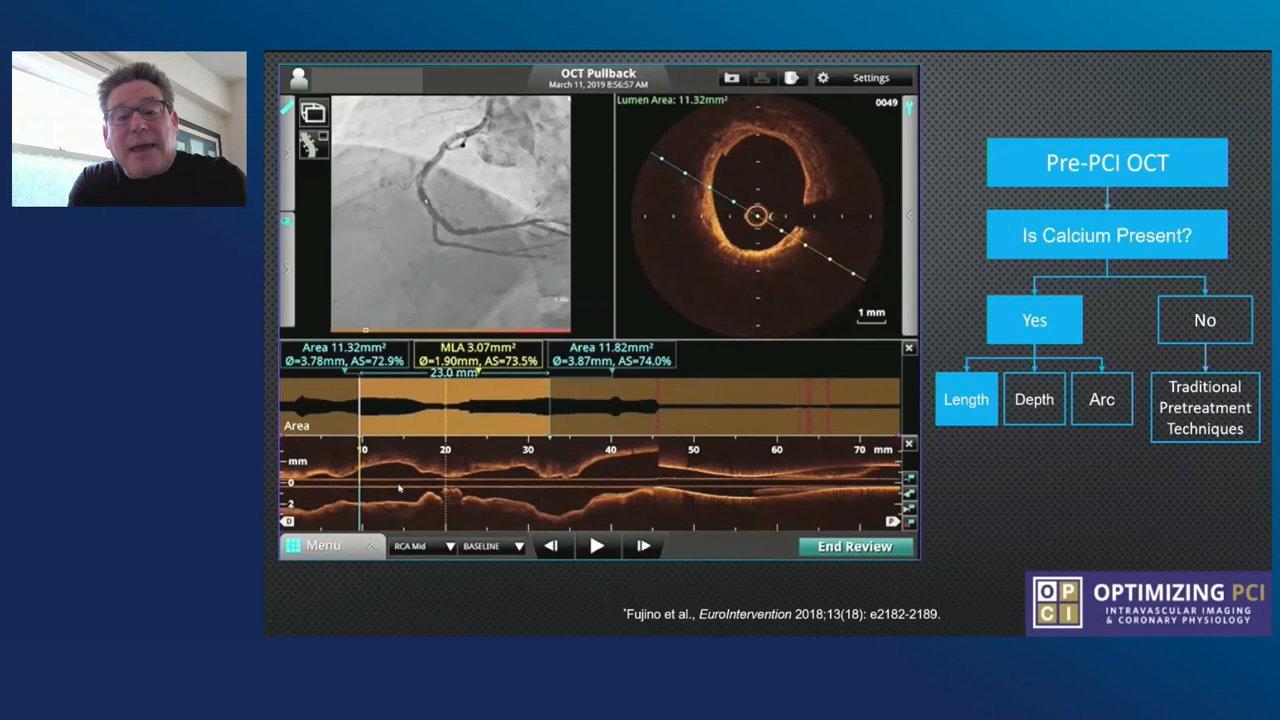 OCT Pullback
March 11, 2019 8:56:57 AM
Settings
Lumen Area: 11.32mm²
0049
1 mm
Area 11.32mm²
Ø=3.78mm, AS=72.9%
MLA 3.07mm²
Ø=1.90mm, AS=73.5%
Area 11.82mm²
Ø=3.87mm, AS=74.0%
23.0 mm
Area
10 20 30 40 50 60 70 mm
mm
0
2
D
P
Menu
RCA Mid
BASELINE
End Review
Pre-PCI OCT
Is Calcium Present?
Yes
No
Length
Depth
Arc
Traditional
Pretreatment
Techniques
*Fujino et al., EuroIntervention 2018;13(18): e2182-2189.
OP
CI
OPTIMIZING PCI
INTRAVASCULAR IMAGING
& CORONARY PHYSIOLOGY